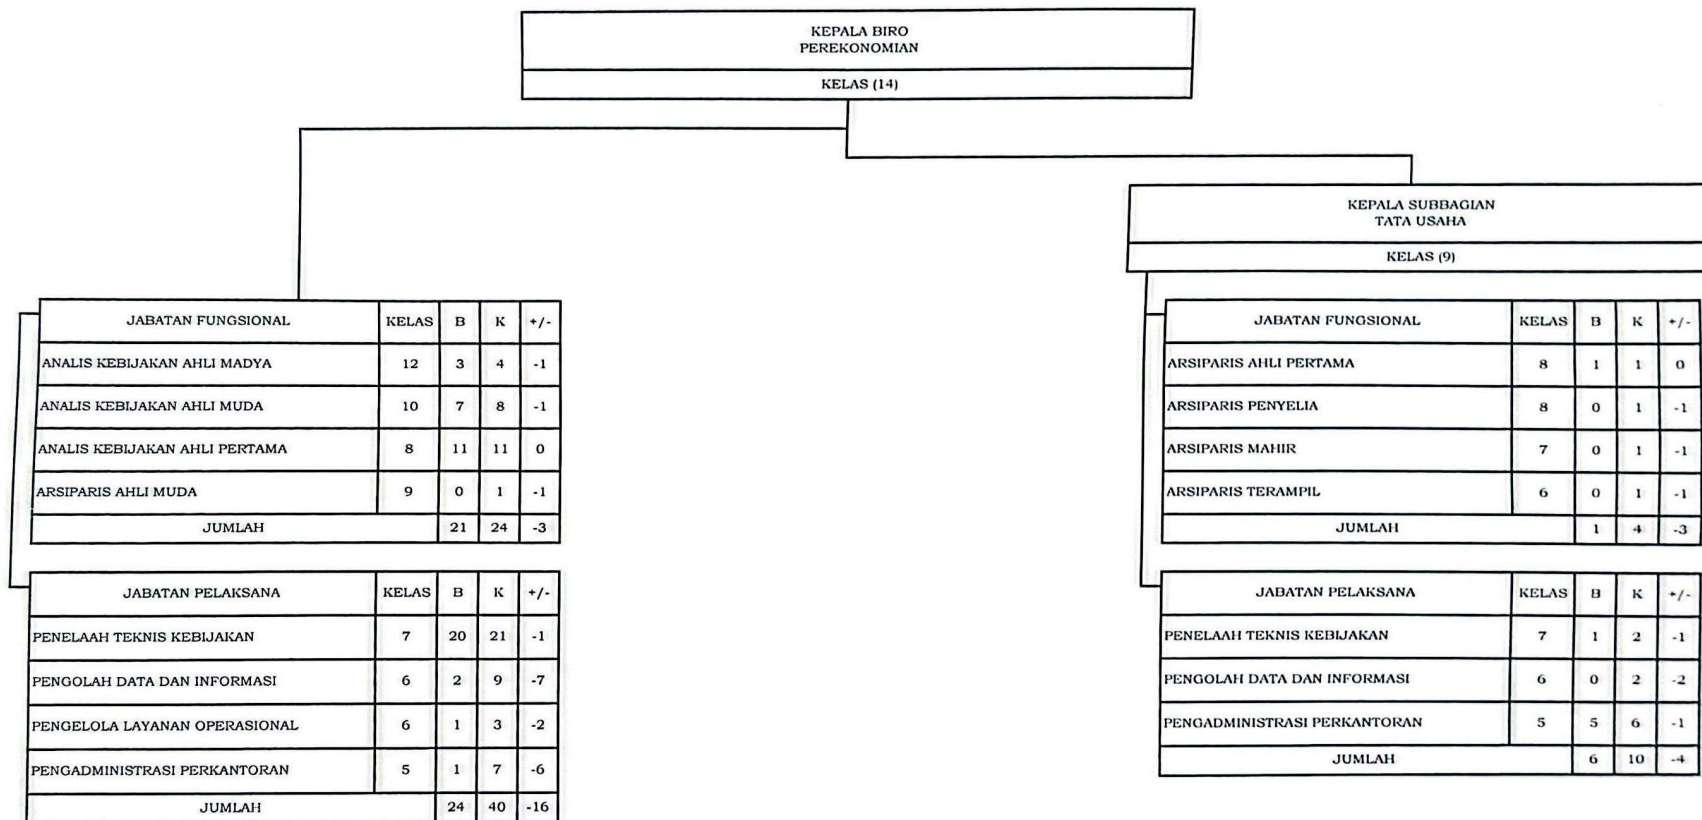 KEPALA BIRO
PEREKONOMIAN
KELAS (14)
KEPALA SUBBAGIAN
TATA USAHA
KELAS (9)
JABATAN FUNGSIONAL KELAS B K +/-
ANALIS KEBIJAKAN AHLI MADYA 12 3 4 -1
ANALIS KEBIJAKAN AHLI MUDA 10 7 8 -1
ANALIS KEBIJAKAN AHLI PERTAMA 8 11 11 0
ARSIPARIS AHLI MUDA 9 0 1 -1
JUMLAH 21 24 -3
JABATAN PELAKSANA KELAS B K +/-
PENELAAH TEKNIS KEBIJAKAN 7 20 21 -1
PENGOLAH DATA DAN INFORMASI 6 2 9 -7
PENGELOLA LAYANAN OPERASIONAL 6 1 3 -2
PENGADMINISTRASI PERKANTORAN 5 1 7 -6
JUMLAH 24 40 -16
JABATAN FUNGSIONAL KELAS B K +/-
ARSIPARIS AHLI PERTAMA 8 1 1 0
ARSIPARIS PENYELIA 8 0 1 -1
ARSIPARIS MAHIR 7 0 1 -1
ARSIPARIS TERAMPIL 6 0 1 -1
JUMLAH 1 4 -3
JABATAN PELAKSANA KELAS B K +/-
PENELAAH TEKNIS KEBIJAKAN 7 1 2 -1
PENGOLAH DATA DAN INFORMASI 6 0 2 -2
PENGADMINISTRASI PERKANTORAN 5 5 6 -1
JUMLAH 6 10 -4